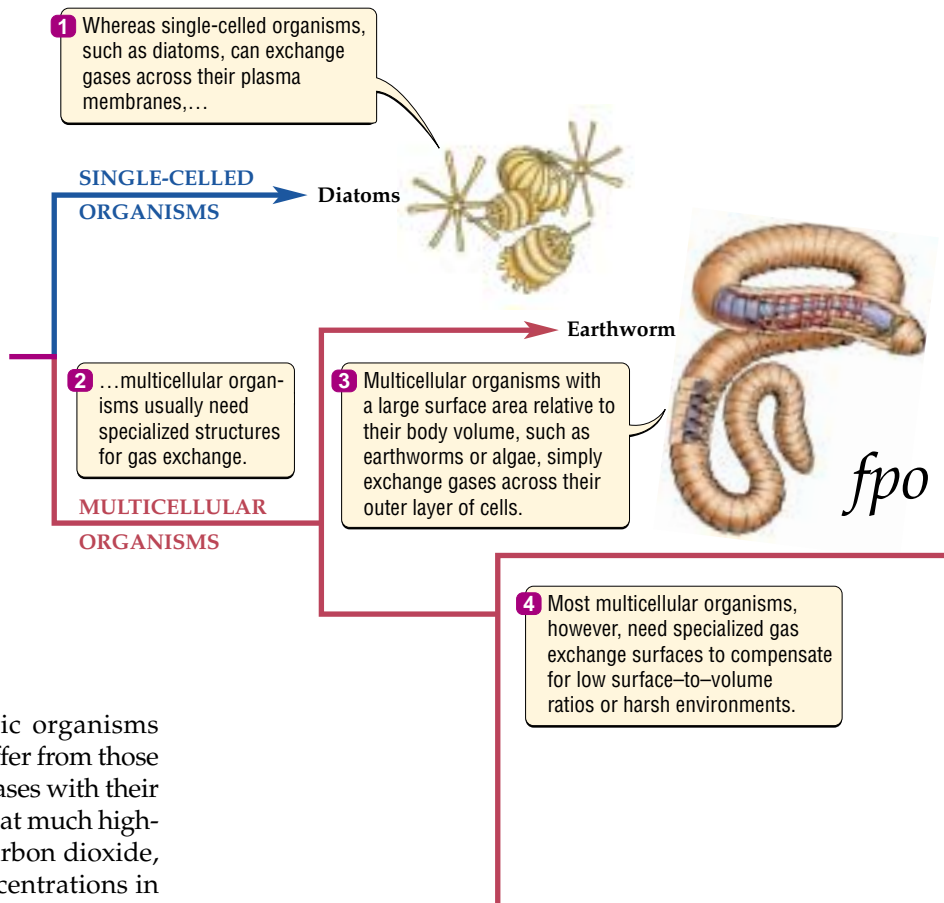 1 Whereas single-celled organisms,
such as diatoms, can exchange
gases across their plasma
membranes,…
SINGLE-CELLED
ORGANISMS
Diatoms
Earthworm
2 …multicellular organ-
isms usually need
specialized structures
for gas exchange.
3 Multicellular organisms with
a large surface area relative to
their body volume, such as
earthworms or algae, simply
exchange gases across their
outer layer of cells.
fpo
MULTICELLULAR
ORGANISMS
4 Most multicellular organisms,
however, need specialized gas
exchange surfaces to compensate
for low surface–to–volume
ratios or harsh environments.
ic organisms
ffer from those
ases with their
at much high-
arbon dioxide,
centrations in